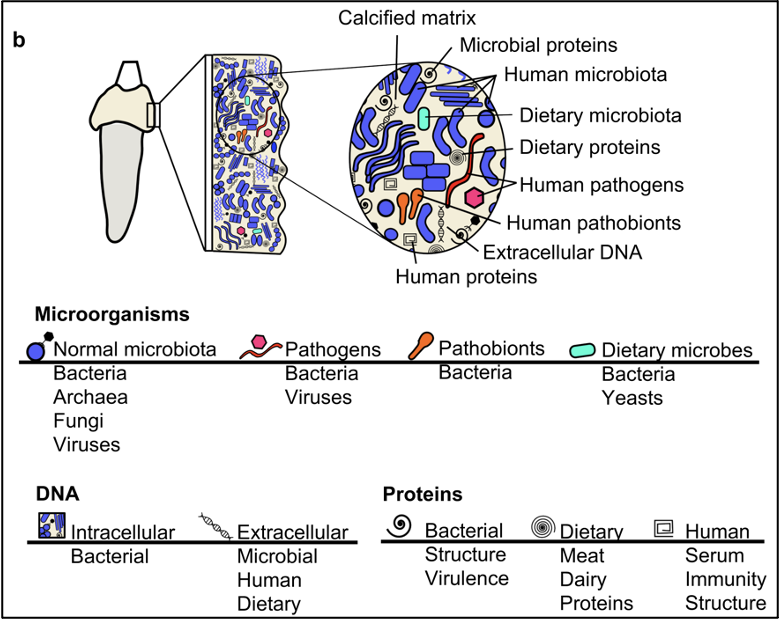 b
Calcified matrix
Microbial proteins
Human microbiota
Dietary microbiota
Dietary proteins
Human pathogens
Human pathobionts
Extracellular DNA
Human proteins
Microorganisms
Normal microbiota
Bacteria
Archaea
Fungi
Viruses
Pathogens
Bacteria
Viruses
Pathobionts
Bacteria
Dietary microbes
Bacteria
Yeasts
DNA
Intracellular
Bacterial
Extracellular
Microbial
Human
Dietary
Proteins
Bacterial
Structure
Virulence
Dietary
Meat
Dairy
Proteins
Human
Serum
Immunity
Structure